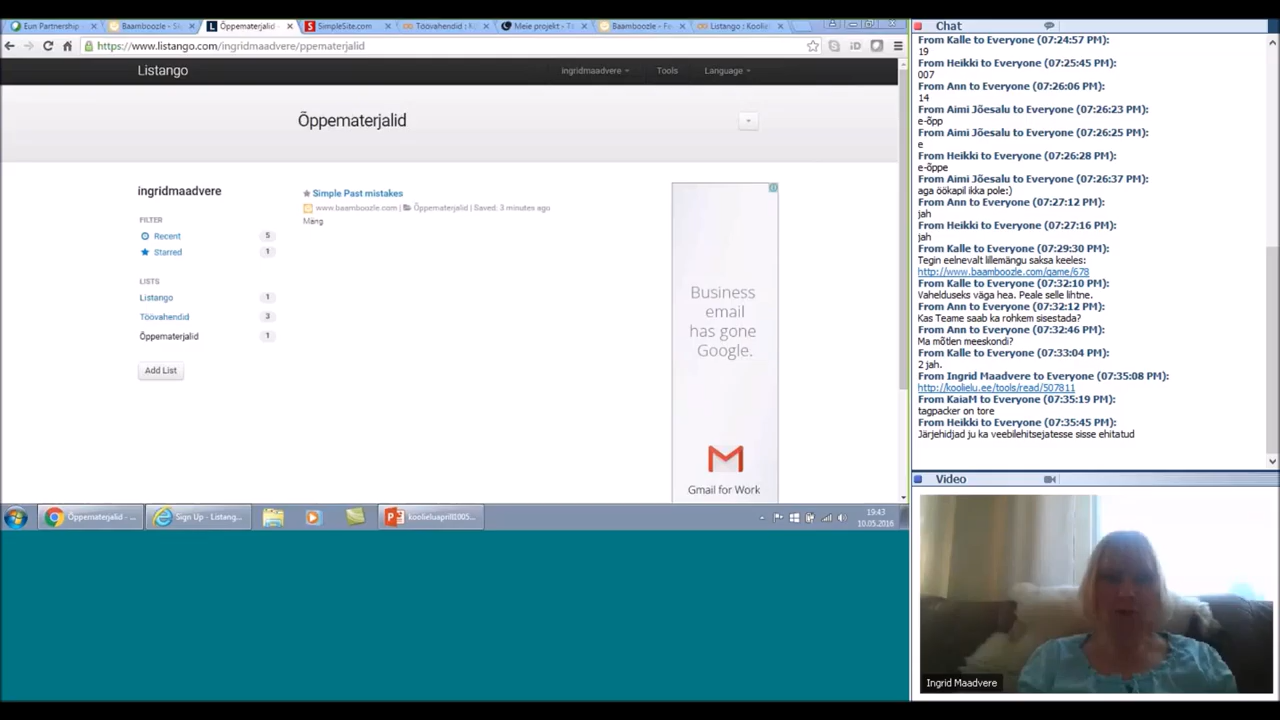 Eun Partnership
Baamboozle - Si
Õppematerjalid -
SimpleSite.com
Töövahendid : M
Meie projekt - T
Baamboozle - Fe
Listango : Koolie
https://www.listango.com/ingridmaadvere/ppematerjalid
Listango
ingridmaadvere
Tools
Language
Õppematerjalid
ingridmaadvere
FILTER
Recent 5
Starred 1
LISTS
Listango 1
Töövahendid 3
Õppematerjalid 1
Add List
Simple Past mistakes
www.baamboozle.com | Õppematerjalid | Saved: 3 minutes ago
Mäng
Business
email
has gone
Google.
Gmail for Work
Õppematerjalid - ...
Sign Up - Listang...
koolieluaprill1005...
19:43
10.05.2016
Chat
From Kalle to Everyone (07:24:57 PM):
19
From Heikki to Everyone (07:25:45 PM):
007
From Ann to Everyone (07:26:06 PM):
14
From Aimi Jõesalu to Everyone (07:26:23 PM):
e-õpp
From Aimi Jõesalu to Everyone (07:26:25 PM):
e
From Heikki to Everyone (07:26:28 PM):
e-õppe
From Aimi Jõesalu to Everyone (07:26:37 PM):
aga öökapil ikka pole:)
From Ann to Everyone (07:27:12 PM):
jah
From Heikki to Everyone (07:27:16 PM):
jah
From Kalle to Everyone (07:29:30 PM):
Tegin eelnevalt lillemängu saksa keeles:
http://www.baamboozle.com/game/678
From Kalle to Everyone (07:32:10 PM):
Vahelduseks väga hea. Peale selle lihtne.
From Ann to Everyone (07:32:12 PM):
Kas Teame saab ka rohkem sisestada?
From Ann to Everyone (07:32:46 PM):
Ma mõtlen meeskondi?
From Kalle to Everyone (07:33:04 PM):
2 jah.
From Ingrid Maadvere to Everyone (07:35:08 PM):
http://koolielu.ee/tools/read/507811
From KaiaM to Everyone (07:35:19 PM):
tagpacker on tore
From Heikki to Everyone (07:35:45 PM):
Järjehidjad ju ka veebilehitsejatesse sisse ehitatud
Video
Ingrid Maadvere